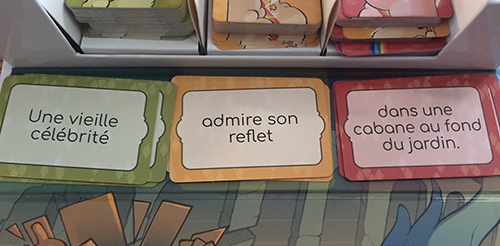 Une vieille
célébrité
admire son
reflet
dans une
cabane au fond
du jardin.